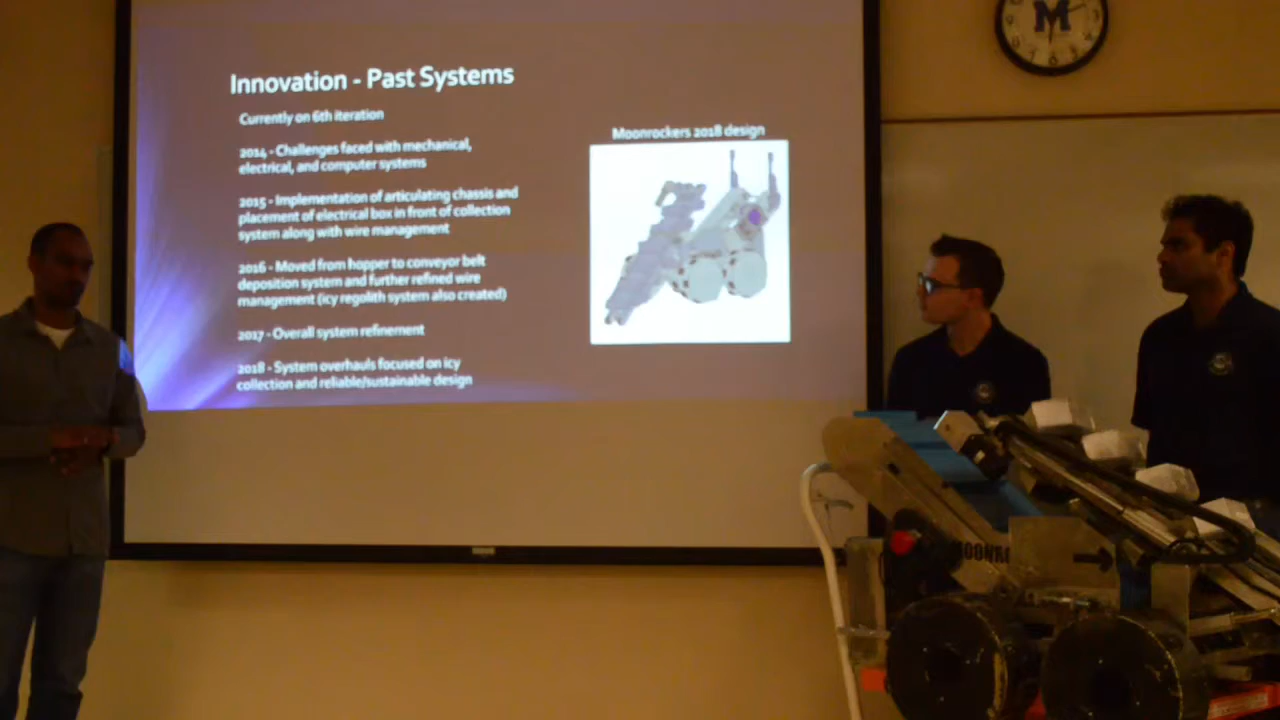 Innovation - Past Systems
Currently on 6th iteration
2014 - Challenges faced with mechanical,
electrical, and computer systems
2015 - Implementation of articulating chassis and
placement of electrical box in front of collection
system along with wire management
2016 - Moved from hopper to conveyor belt
deposition system and further refined wire
management (icy regolith system also created)
2017 - Overall system refinement
2018 - System overhauls focused on icy
collection and reliable/sustainable design
Moonrockers 2018 design
M
MOONRO